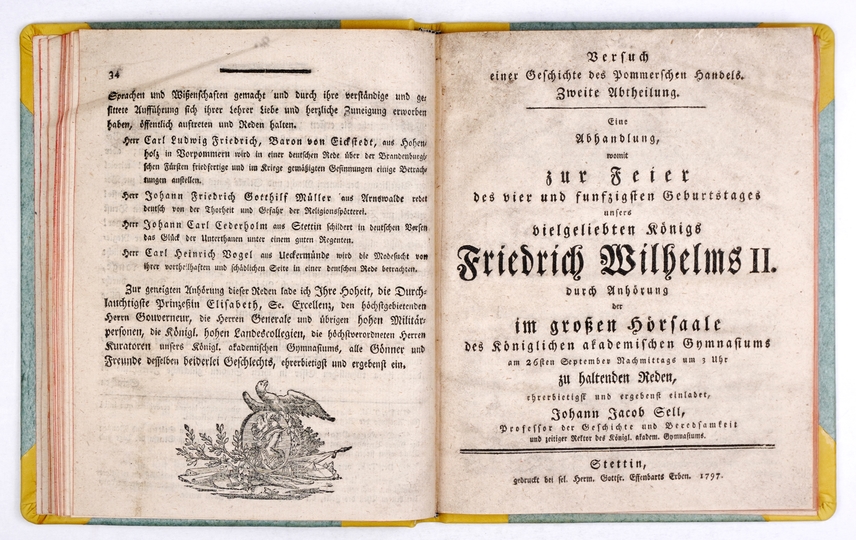 34
Sprachen und Wißenschaften gemacht und durch ihre verständige und ge-
sittete Aufführung sich ihrer Lehrer Liebe und herzliche Zuneigung erworben
haben, öffentlich auftreten und Reden halten.
Herr Carl Ludwig Friedrich, Baron von Eickstedt, aus Hohen-
holz in Vorpommern wird in einer deutschen Rede über der Brandenburgi-
schen Fürsten friedfertige und im Kriege gemäßigten Gesinnungen einige Betrach-
tungen anstellen.
Herr Johann Friedrich Gotthilf Müller aus Arnswalde redet
deutsch von der Thorheit und Gefahr der Religionsspötterei.
Herr Johann Carl Cederholm aus Stettin schildert in deutschen Versen
das Glück der Unterthanen unter einem guten Regenten.
Herr Carl Heinrich Vogel aus Ueckermünde wird die Modesucht von
ihrer vortheilhaften und schädlichen Seite in einer deutschen Rede betrachten.
Zur geneigten Anhörung dieser Reden lade ich Ihre Hoheit, die Durch-
lauchtigste Prinzeßin Elisabeth, Se. Excellenz, den höchstgebietenden
Herrn Gouverneur, die Herren Generale und übrigen hohen Militär-
personen, die Königl. hohen Landescollegien, die höchstverordneten Herren
Kuratoren unsers Königl. akademischen Gymnasiums, alle Gönner und
Freunde desselben beiderlei Geschlechts, ehrerbietigst und ergebenst ein.
Versuch
einer Geschichte des Pommerschen Handels.
Zweite Abtheilung.
Eine
Abhandlung,
womit
zur Feier
des vier und funfzigsten Geburtstages
unsers
vielgeliebten Königs
Friedrich Wilhelms II.
durch Anhörung
der
im großen Hörsaale
des Königlichen akademischen Gymnasiums
am 26sten September Nachmittags um 3 Uhr
zu haltenden Reden,
ehrerbietigst und ergebenst einladet,
Johann Jacob Sell,
Professor der Geschichte und Beredsamkeit
und zeitiger Rektor des Königl. akadem. Gymnasiums.
Stettin,
gedruckt bei sel. Herm. Gottfr. Effenbarts Erben. 1797.